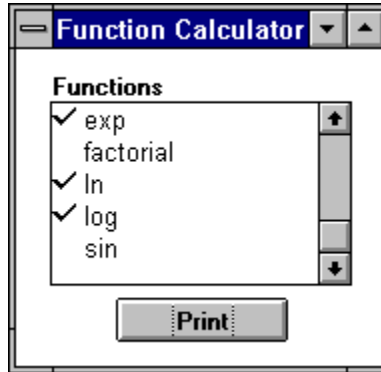 Function Calculator
Functions
exp
factorial
ln
log
sin
Print